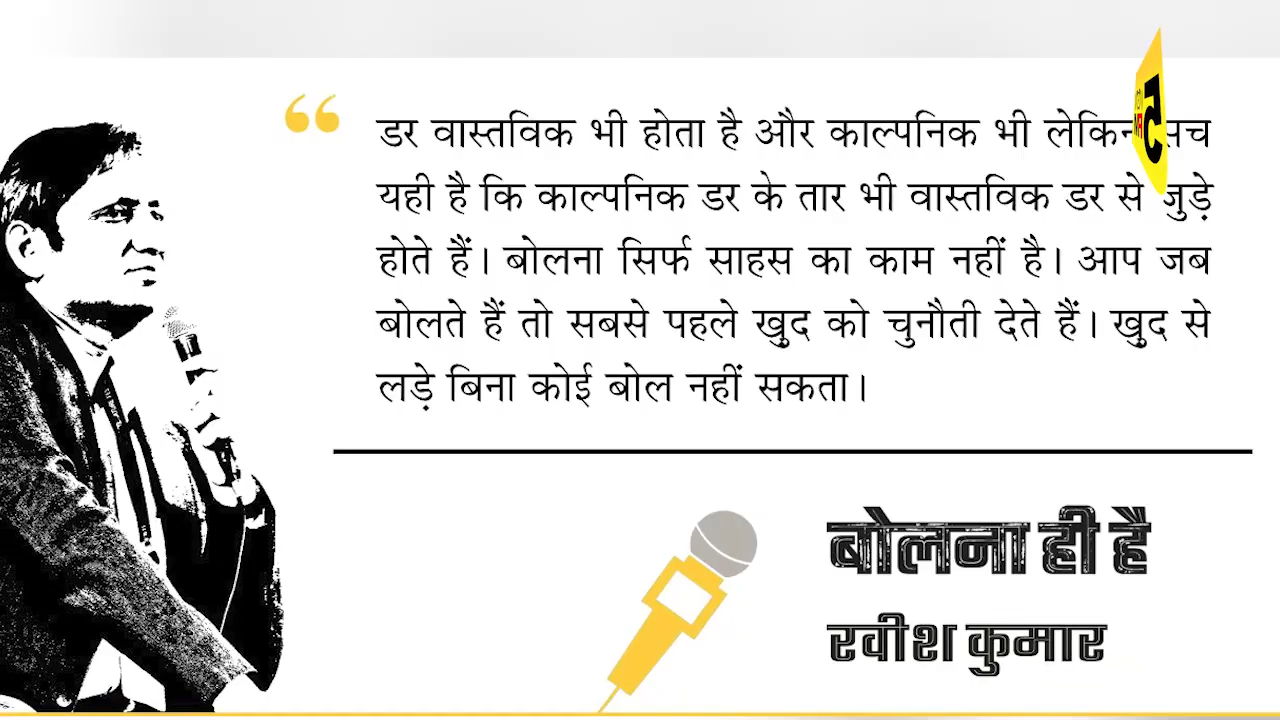 डर वास्तविक भी होता है और काल्पनिक भी लेकिन सच
यही है कि काल्पनिक डर के तार भी वास्तविक डर से जुड़े
होते हैं। बोलना सिर्फ साहस का काम नहीं है। आप जब
बोलते हैं तो सबसे पहले ख़ुद को चुनौती देते हैं। ख़ुद से
लड़े बिना कोई बोल नहीं सकता।
बोलना ही है
रवीश कुमार